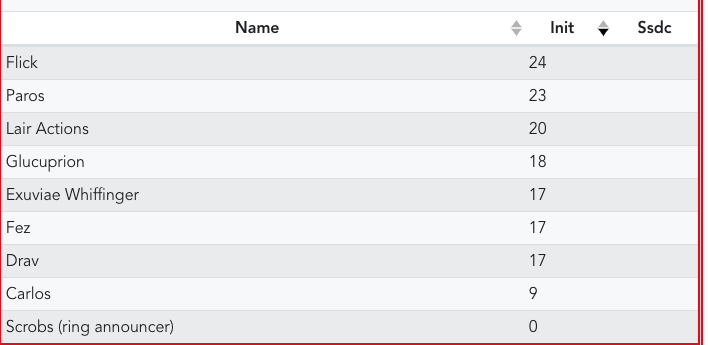 Name Init Ssdc
Flick 24
Paros 23
Lair Actions 20
Glucuprion 18
Exuviae Whiffinger 17
Fez 17
Drav 17
Carlos 9
Scrobs (ring announcer) 0